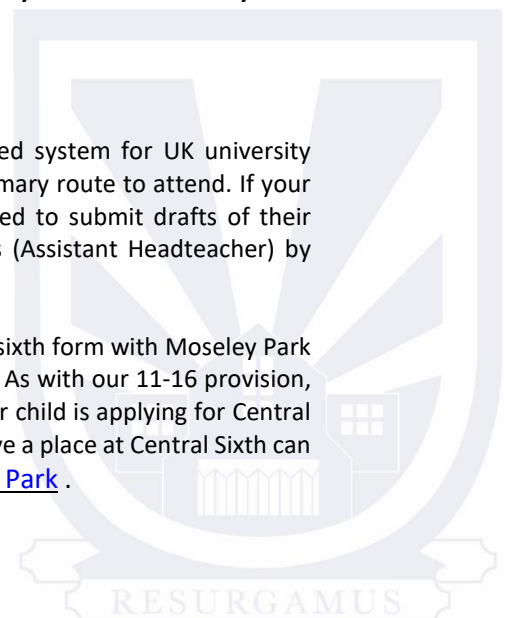 ed system for UK university
mary route to attend. If your
ed to submit drafts of their
s (Assistant Headteacher) by
sixth form with Moseley Park
As with our 11-16 provision,
r child is applying for Central
ve a place at Central Sixth can
Park .
RESURGAMUS